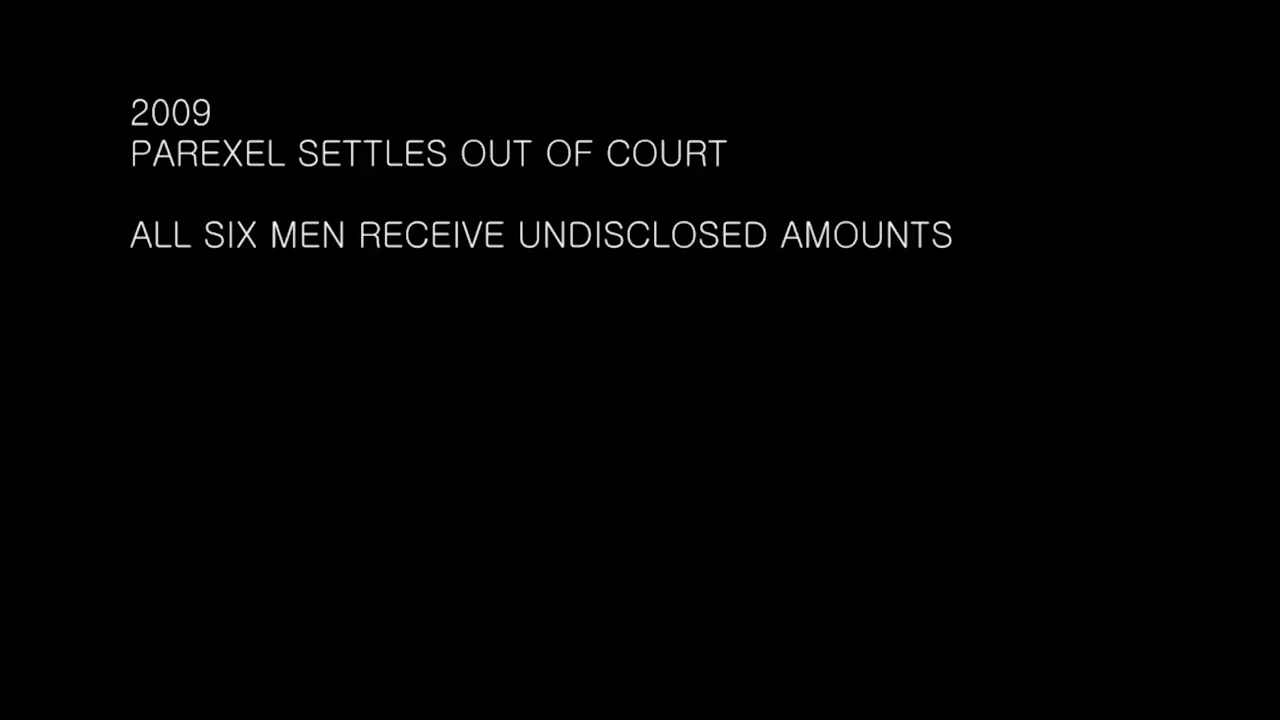 2009
PAREXEL SETTLES OUT OF COURT
ALL SIX MEN RECEIVE UNDISCLOSED AMOUNTS